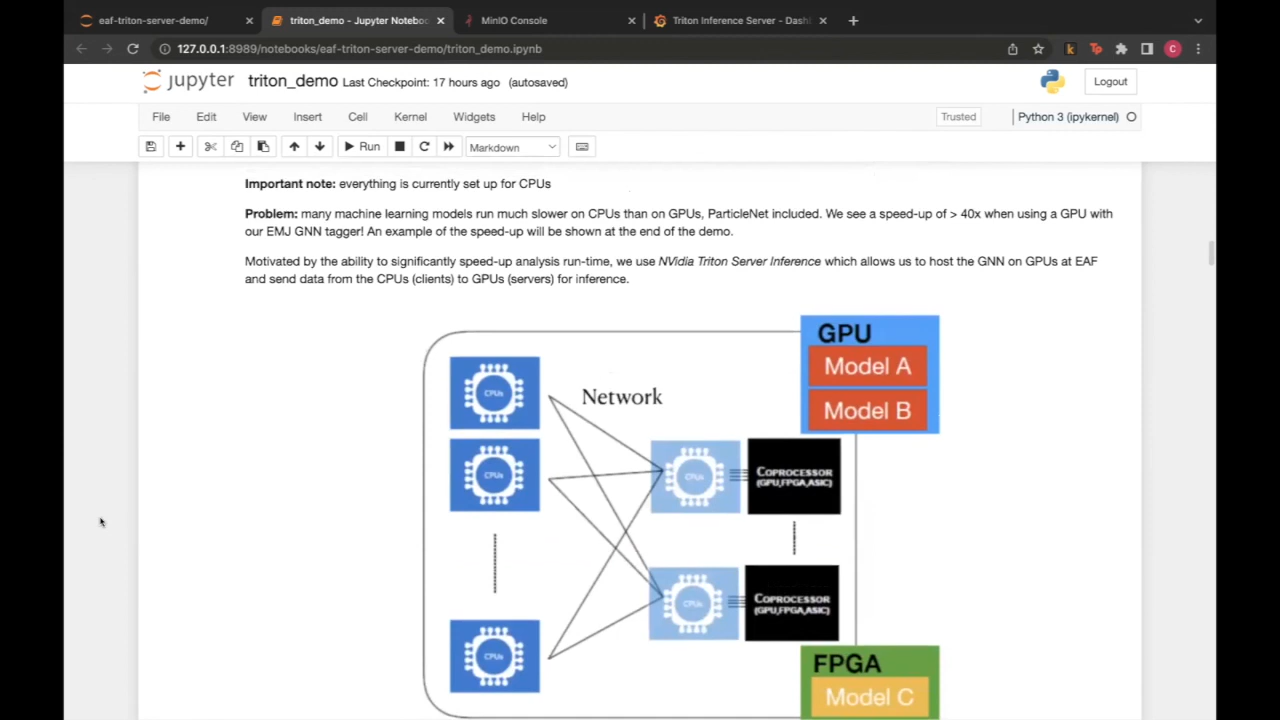 eaf-triton-server-demo/
triton_demo - Jupyter Noteboo
MinIO Console
Triton Inference Server - Dash
127.0.0.1:8989/notebooks/eaf-triton-server-demo/triton_demo.ipynb
C
jupyter triton_demo Last Checkpoint: 17 hours ago (autosaved)
Logout
File Edit View Insert Cell Kernel Widgets Help
Trusted
Python 3 (ipykernel)
Run
Markdown
Important note: everything is currently set up for CPUs
Problem: many machine learning models run much slower on CPUs than on GPUs, ParticleNet included. We see a speed-up of > 40x when using a GPU with
our EMJ GNN tagger! An example of the speed-up will be shown at the end of the demo.
Motivated by the ability to significantly speed-up analysis run-time, we use NVidia Triton Server Inference which allows us to host the GNN on GPUs at EAF
and send data from the CPUs (clients) to GPUs (servers) for inference.
GPU
Model A
Model B
Network
CPUs
CPUs
CPUs
CPUs
COPROCESSOR
(GPU,FPGA,ASIC)
CPUs
COPROCESSOR
(GPU,FPGA,ASIC)
FPGA
Model C